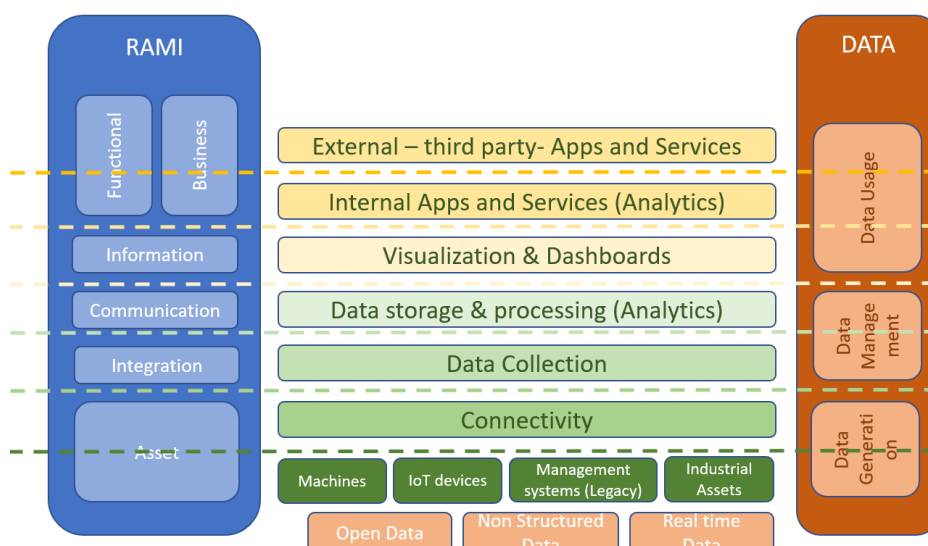 RAMI
DATA
Functional
Business
External – third party- Apps and Services
Data Usage
Internal Apps and Services (Analytics)
Information
Visualization & Dashboards
Communication
Data storage & processing (Analytics)
Data
Manage
ment
Integration
Data Collection
Asset
Connectivity
Data
Generati
on
Machines
IoT devices
Management
systems (Legacy)
Industrial
Assets
Open Data
Non Structured
Data
Real time
Data